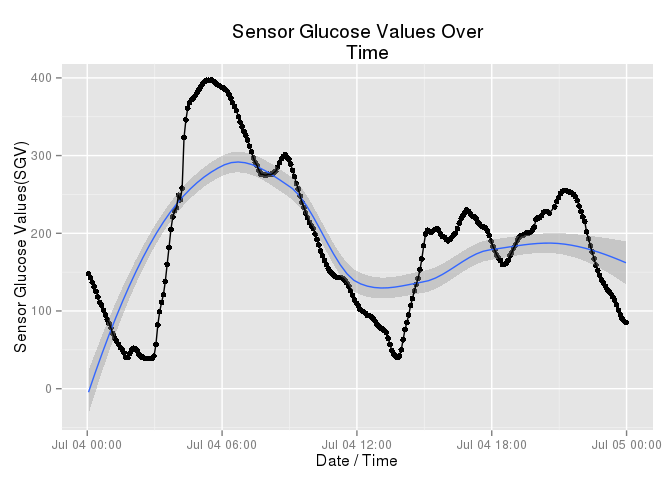 Sensor Glucose Values Over
Time
Sensor Glucose Values(SGV)
400
300
200
100
0
Jul 04 00:00
Jul 04 06:00
Jul 04 12:00
Jul 04 18:00
Jul 05 00:00
Date / Time